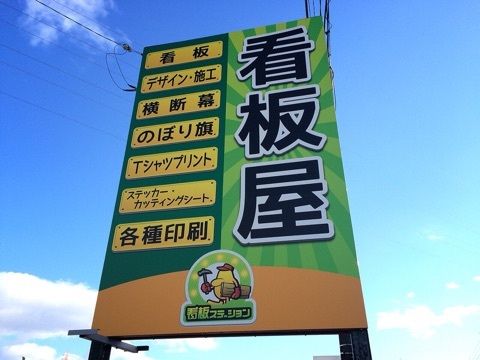 看板屋
看板
デザイン・施工
横断幕
のぼり旗
Tシャツプリント
ステッカー・
カッティングシート
各種印刷
看板ステーション